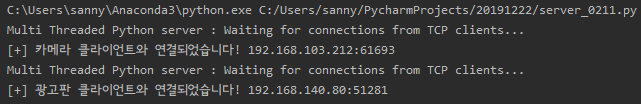 C:\Users\sanny\Anaconda3\python.exe C:/Users/sanny/PycharmProjects/20191222/server_0211.py
Multi Threaded Python server : Waiting for connections from TCP clients...
[+] 카메라 클라이언트와 연결되었습니다! 192.168.103.212:61693
Multi Threaded Python server : Waiting for connections from TCP clients...
[+] 광고판 클라이언트와 연결되었습니다! 192.168.140.80:51281